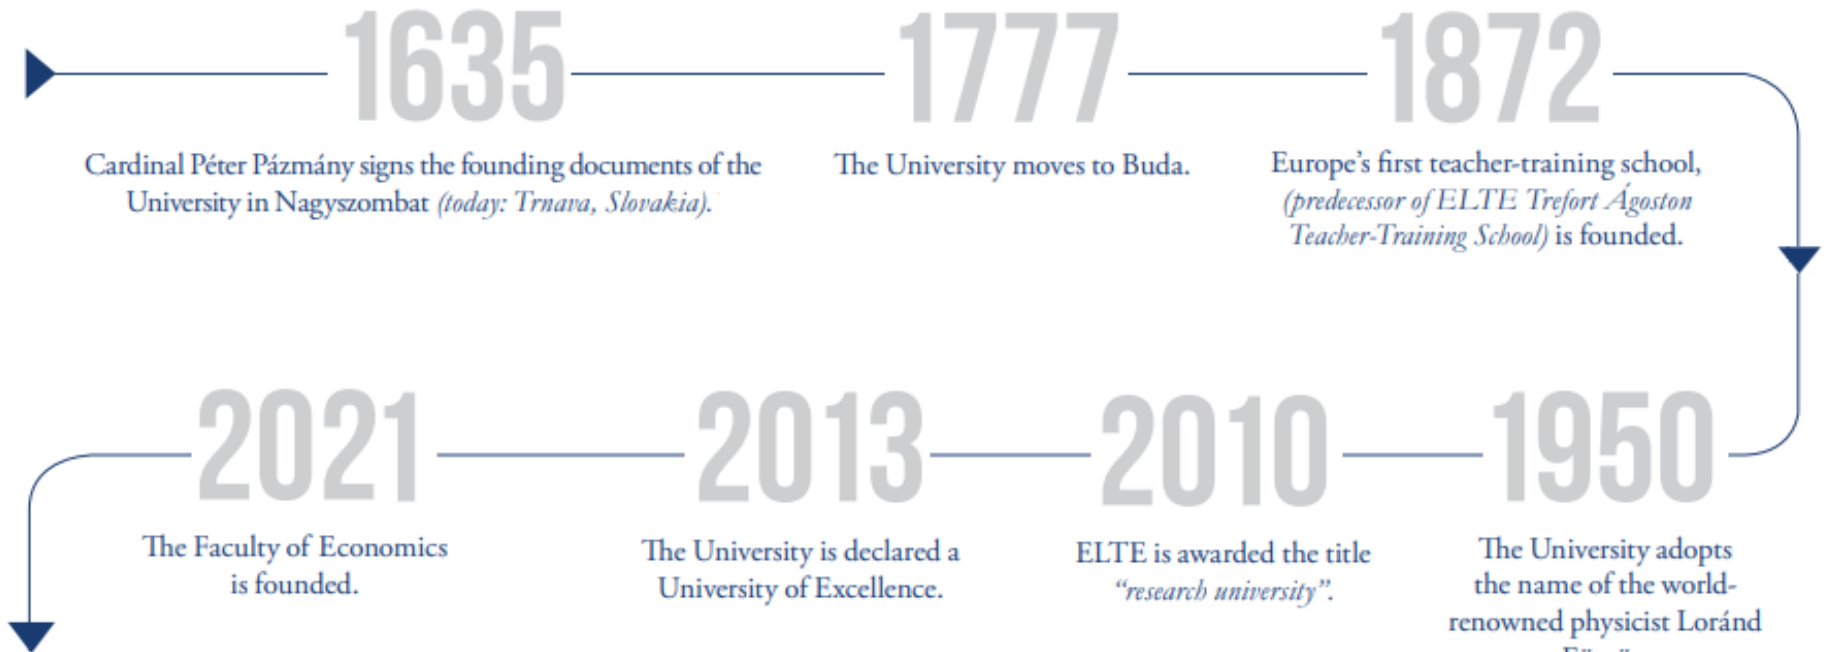 1635
Cardinal Péter Pázmány signs the founding documents of the
University in Nagyszombat (today: Trnava, Slovakia).
1777
The University moves to Buda.
1872
Europe's first teacher-training school,
(predecessor of ELTE Trefort Ágoston
Teacher-Training School) is founded.
1950
The University adopts
the name of the world-
renowned physicist Loránd
2010
ELTE is awarded the title
“research university”.
2013
The University is declared a
University of Excellence.
2021
The Faculty of Economics
is founded.